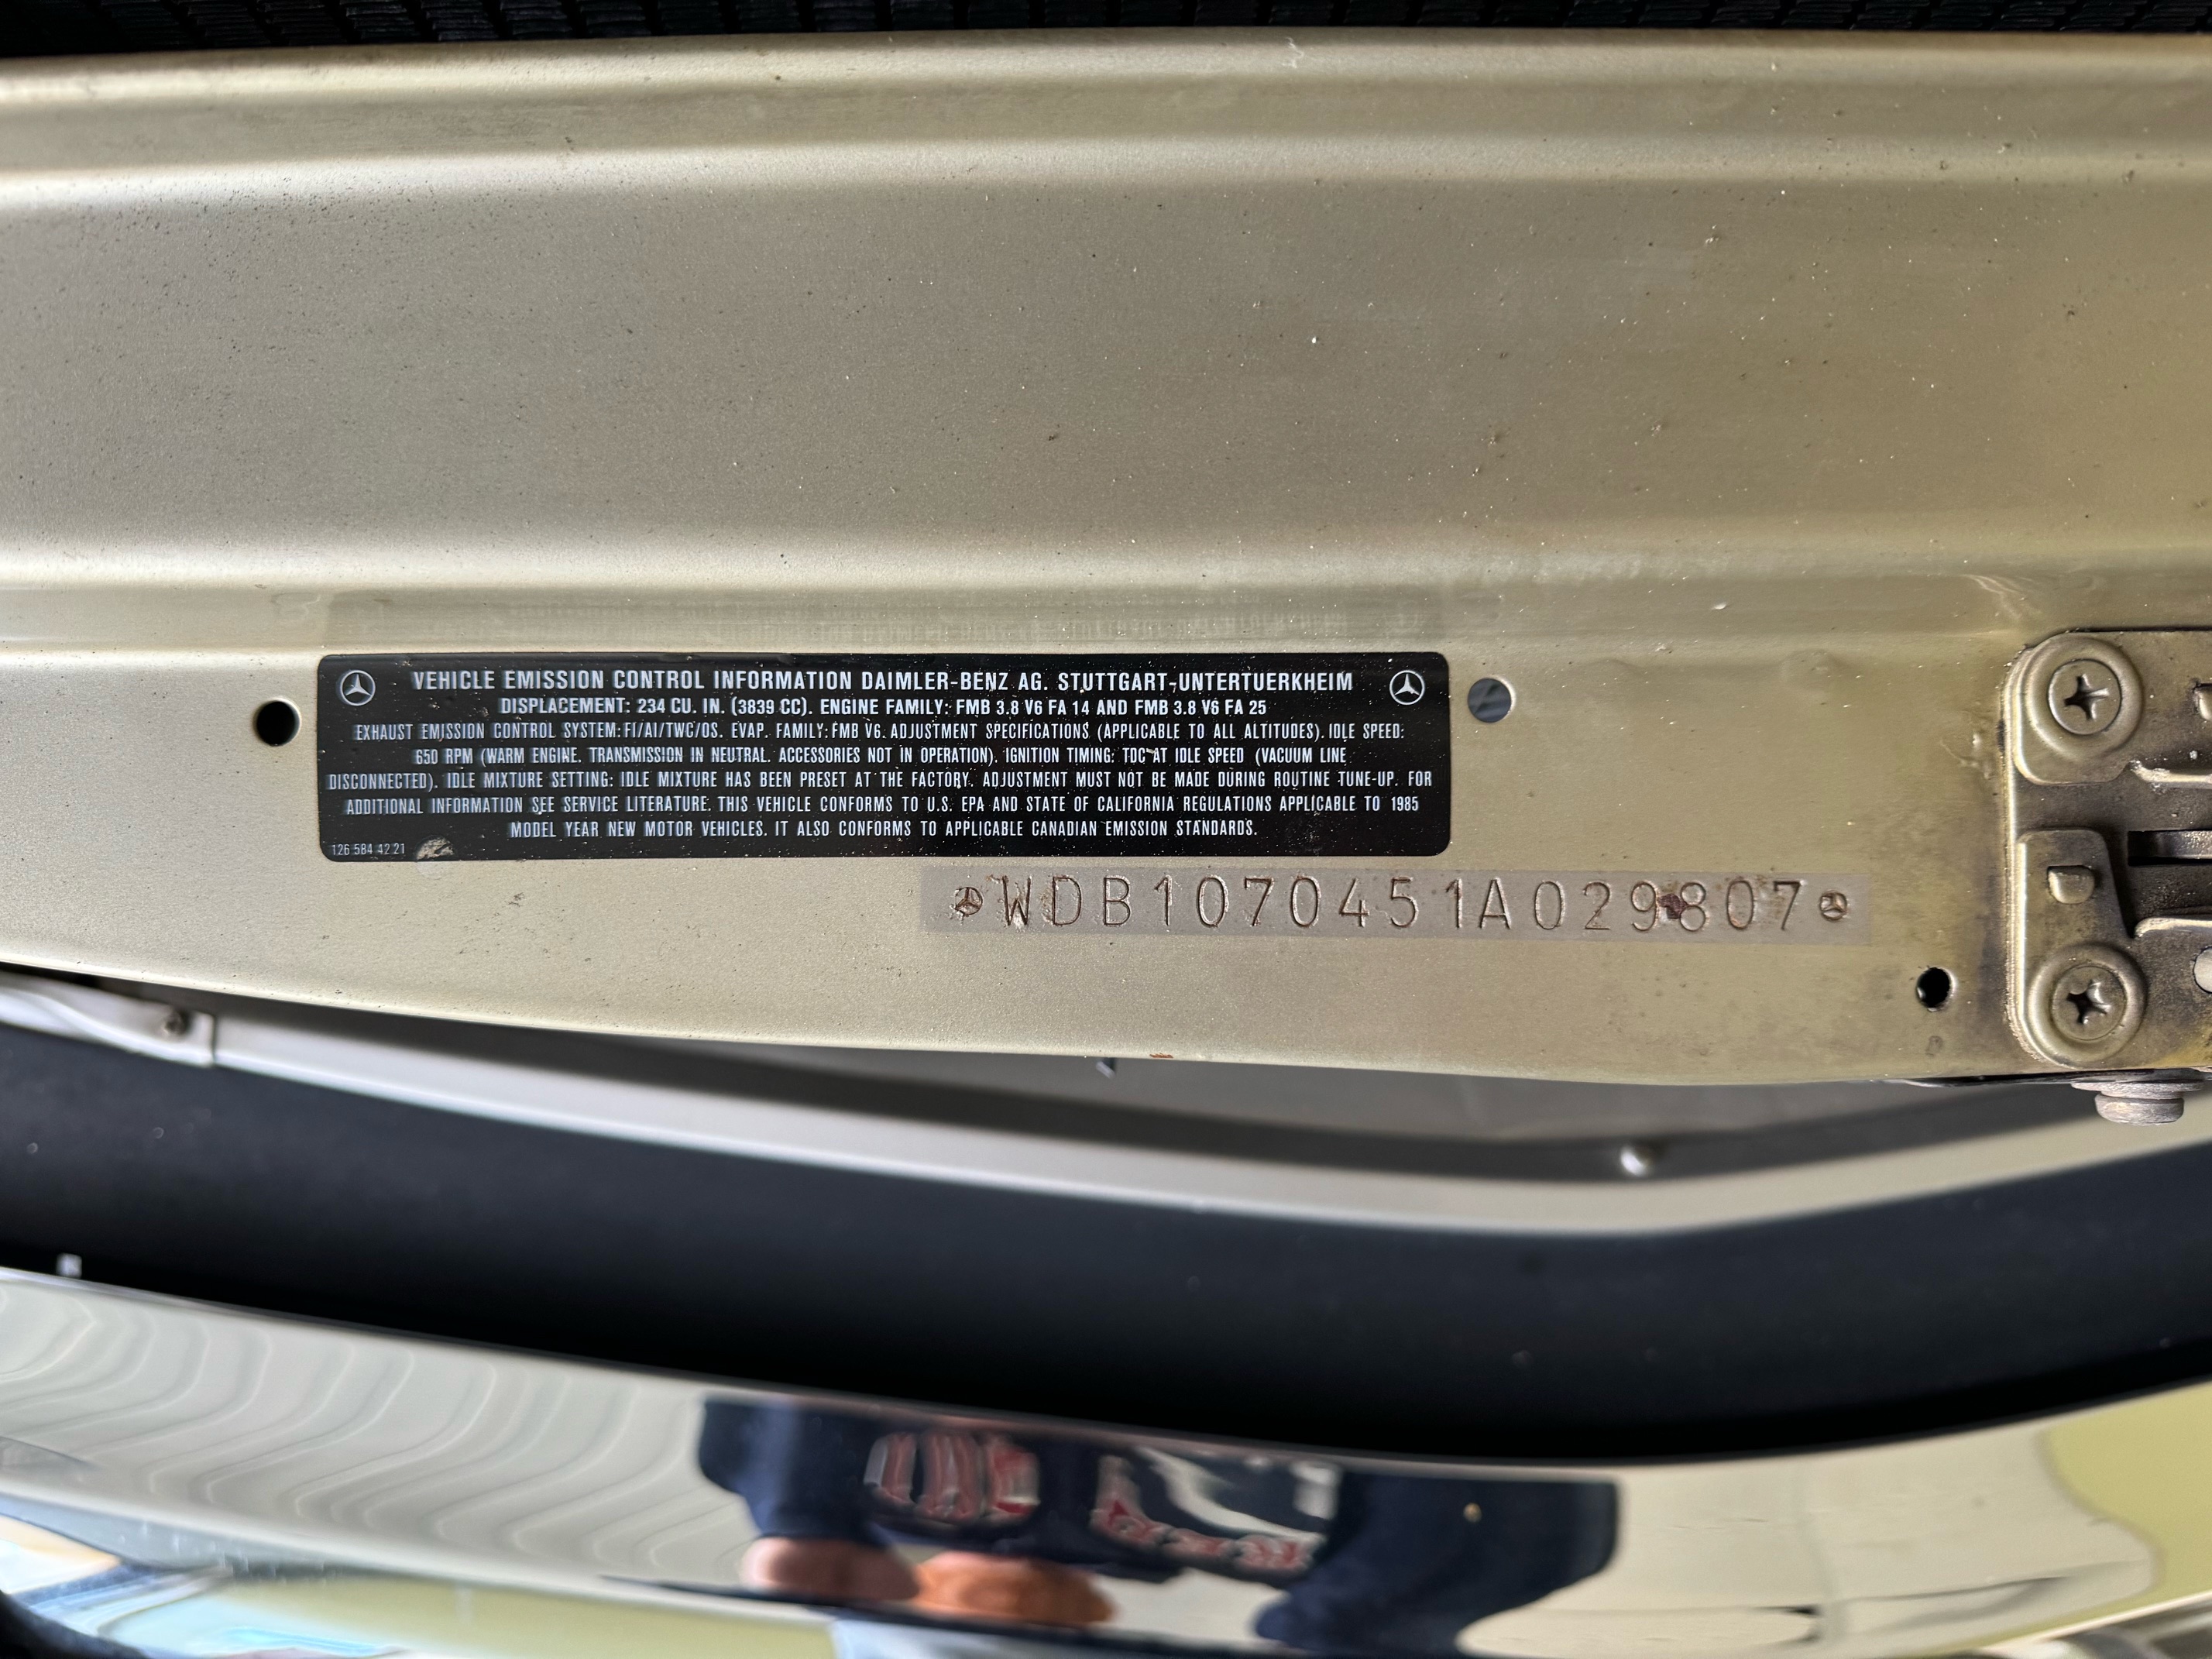 VEHICLE EMISSION CONTROL INFORMATION DAIMLER-BENZ AG. STUTTGART-UNTERTUERKHEIM
DISPLACEMENT: 234 CU. IN. (3839 CC). ENGINE FAMILY: FMB 3.8 V6 FA 14 AND FMB 3.8 V6 FA 25
EXHAUST EMISSION CONTROL SYSTEM:FI/AI/TWC/OS. EVAP. FAMILY:FMB V6. ADJUSTMENT SPECIFICATIONS (APPLICABLE TO ALL ALTITUDES). IDLE SPEED:
650 RPM (WARM ENGINE. TRANSMISSION IN NEUTRAL. ACCESSORIES NOT IN OPERATION). IGNITION TIMING: TDC AT IDLE SPEED (VACUUM LINE
DISCONNECTED). IDLE MIXTURE SETTING: IDLE MIXTURE HAS BEEN PRESET AT THE FACTORY. ADJUSTMENT MUST NOT BE MADE DURING ROUTINE TUNE-UP. FOR
ADDITIONAL INFORMATION SEE SERVICE LITERATURE. THIS VEHICLE CONFORMS TO U.S. EPA AND STATE OF CALIFORNIA REGULATIONS APPLICABLE TO 1985
MODEL YEAR NEW MOTOR VEHICLES. IT ALSO CONFORMS TO APPLICABLE CANADIAN EMISSION STANDARDS.
126 584 42 21
WDB1070451A029807